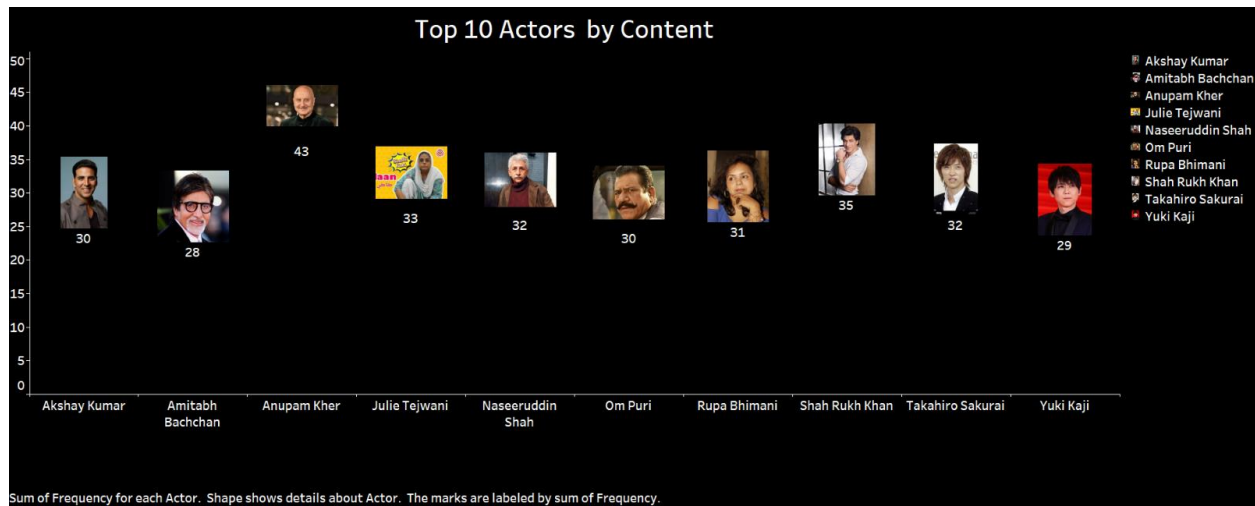 Top 10 Actors by Content
50
45
40
35
30
25
20
15
10
5
0
30
28
43
33
32
30
31
35
32
29
Akshay Kumar
Amitabh
Bachchan
Anupam Kher
Julie Tejwani
Naseeruddin
Shah
Om Puri
Rupa Bhimani
Shah Rukh Khan
Takahiro Sakurai
Yuki Kaji
Akshay Kumar
Amitabh Bachchan
Anupam Kher
Julie Tejwani
Naseeruddin Shah
Om Puri
Rupa Bhimani
Shah Rukh Khan
Takahiro Sakurai
Yuki Kaji
Sum of Frequency for each Actor. Shape shows details about Actor. The marks are labeled by sum of Frequency.